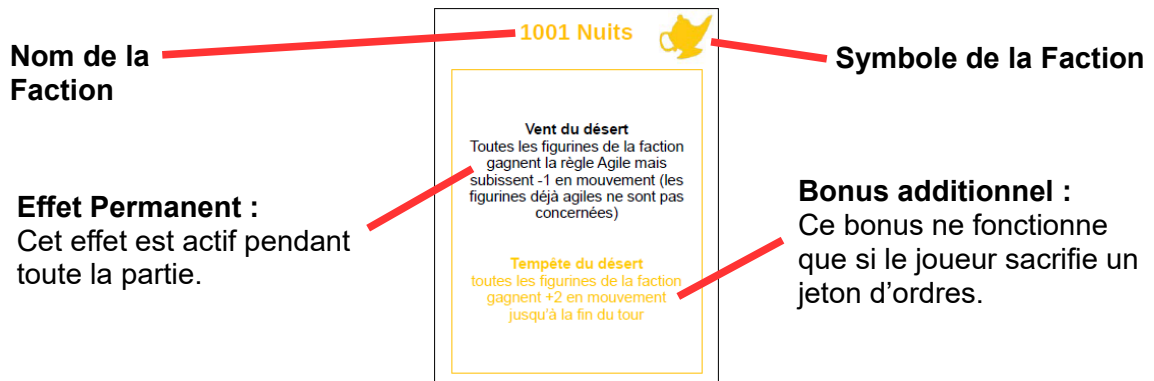 1001 Nuits
Nom de la
Faction
Symbole de la Faction
Vent du désert
Toutes les figurines de la faction
gagnent la règle Agile mais
subissent -1 en mouvement (les
figurines déjà agiles ne sont pas
concernées)
Effet Permanent :
Cet effet est actif pendant
toute la partie.
Bonus additionnel :
Ce bonus ne fonctionne
que si le joueur sacrifie un
jeton d’ordres.
Tempête du désert
toutes les figurines de la faction
gagnent +2 en mouvement
jusqu'à la fin du tour